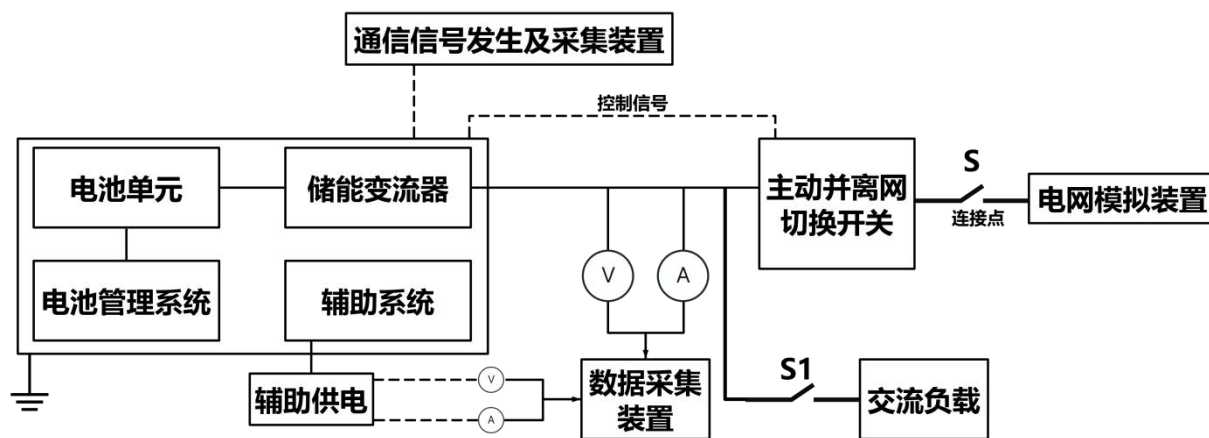 通信信号发生及采集装置
控制信号
电池单元
储能变流器
主动并离网
切换开关
S
连接点
电网模拟装置
V
A
电池管理系统
辅助系统
辅助供电
V
A
数据采集
装置
S1
交流负载